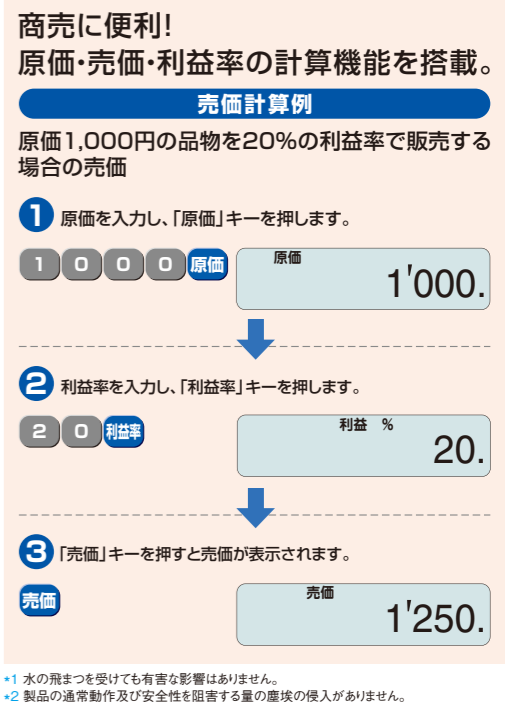 商売に便利!
原価・売価・利益率の計算機能を搭載。
売価計算例
原価1,000円の品物を20%の利益率で販売する
場合の売価
1 原価を入力し、「原価」キーを押します。
1 0 0 0 原価
原価
1'000.
2 利益率を入力し、「利益率」キーを押します。
2 0 利益率
利益 %
20.
3 「売価」キーを押すと売価が表示されます。
売価
売価
1'250.
*1 水の飛まつを受けても有害な影響はありません。
*2 製品の通常動作及び安全性を阻害する量の塵埃の侵入がありません。